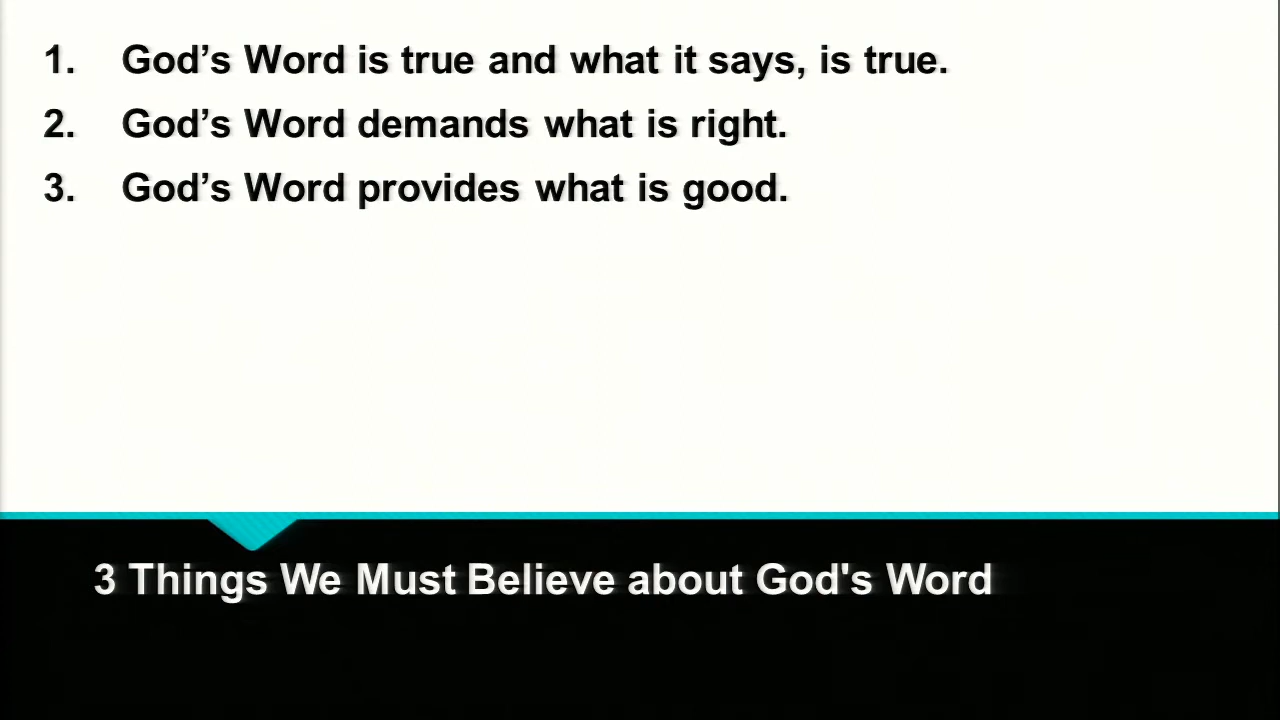 1. God’s Word is true and what it says, is true.
2. God’s Word demands what is right.
3. God’s Word provides what is good.
3 Things We Must Believe about God's Word